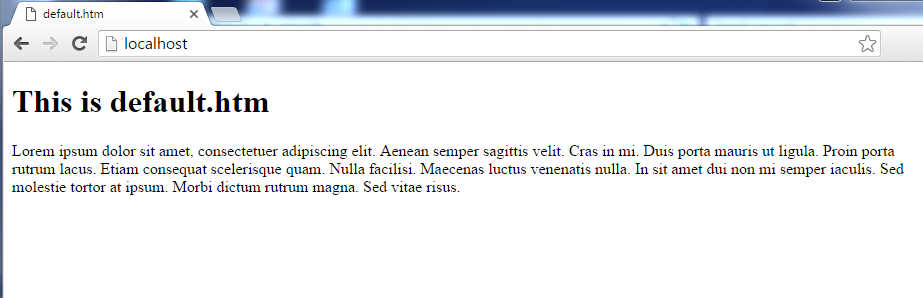 default.htm
localhost
This is default.htm
Lorem ipsum dolor sit amet, consectetuer adipiscing elit. Aenean semper sagittis velit. Cras in mi. Duis porta mauris ut ligula. Proin porta
rutrum lacus. Etiam consequat scelerisque quam. Nulla facilisi. Maecenas luctus venenatis nulla. In sit amet dui non mi semper iaculis. Sed
molestie tortor at ipsum. Morbi dictum rutrum magna. Sed vitae risus.